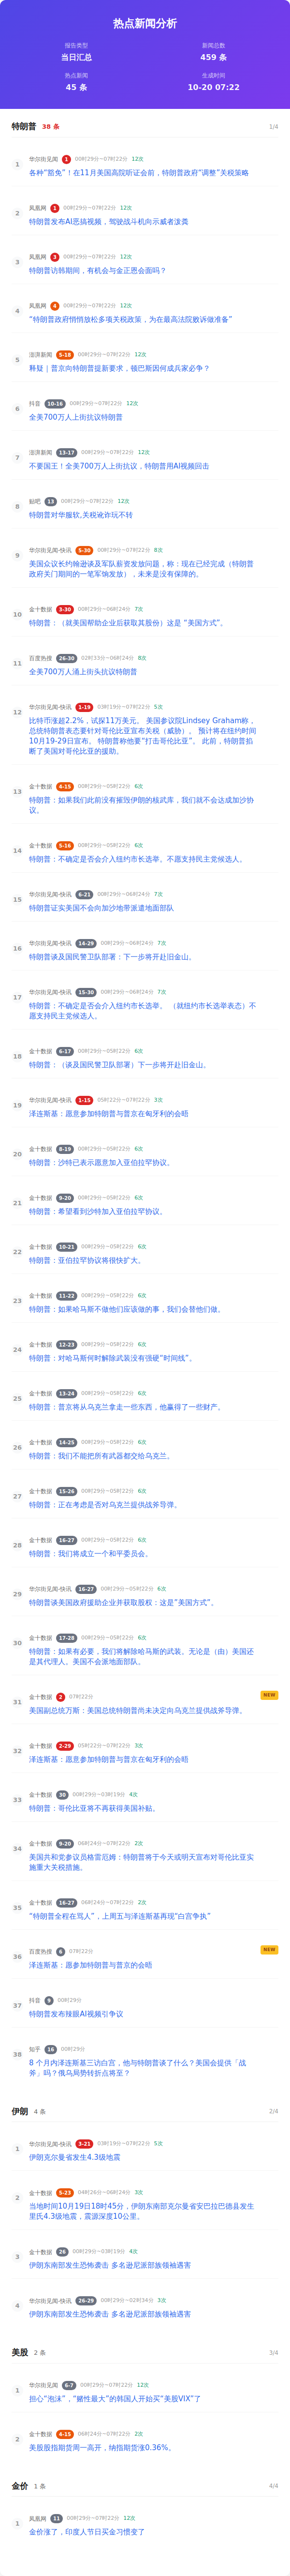 热点新闻分析
报告类型
新闻总数
当日汇总
459 条
热点新闻
生成时间
45 条
10-20 07:22
特朗普 38 条 1/4
1
华尔街见闻 1 00时29分~07时22分 12次
各种“豁免”！在11月美国高院听证会前，特朗普政府“调整”关税策略
2
凤凰网 1 00时29分~07时22分 12次
特朗普发布AI恶搞视频，驾驶战斗机向示威者泼粪
3
凤凰网 3 00时29分~07时22分 12次
特朗普访韩期间，有机会与金正恩会面吗？
4
凤凰网 4 00时29分~07时22分 12次
“特朗普政府悄悄放松多项关税政策，为在最高法院败诉做准备”
5
澎湃新闻 5-18 00时29分~07时22分 12次
释疑｜普京向特朗普提新要求，顿巴斯因何成兵家必争？
6
抖音 10-16 00时29分~07时22分 12次
全美700万人上街抗议特朗普
7
澎湃新闻 13-17 00时29分~07时22分 12次
不要国王！全美700万人上街抗议，特朗普用AI视频回击
8
贴吧 13 00时29分~07时22分 12次
特朗普对华服软,关税讹诈玩不转
9
华尔街见闻-快讯 5-30 00时29分~07时22分 8次
美国众议长约翰逊谈及军队薪资发放问题，称：现在已经完成（特朗普
政府关门期间的一笔军饷发放），未来是没有保障的。
10
金十数据 3-30 00时29分~06时24分 7次
特朗普：（就美国帮助企业后获取其股份）这是 “美国方式”。
11
百度热搜 26-30 02时33分~06时24分 8次
全美700万人涌上街头抗议特朗普
12
华尔街见闻-快讯 1-19 03时19分~07时22分 5次
比特币涨超2.2%，试探11万美元。 美国参议院Lindsey Graham称，
总统特朗普表态要针对哥伦比亚宣布关税（威胁）。 预计将在纽约时间
10月19-29日宣布。 特朗普称他要“打击哥伦比亚”。 此前，特朗普掐
断了美国对哥伦比亚的援助。
13
金十数据 4-15 00时29分~05时22分 6次
特朗普：如果我们此前没有摧毁伊朗的核武库，我们就不会达成加沙协
议。
14
金十数据 5-16 00时29分~05时22分 6次
特朗普：不确定是否会介入纽约市长选举。不愿支持民主党候选人。
15
华尔街见闻-快讯 6-21 00时29分~06时24分 7次
特朗普证实美国不会向加沙地带派遣地面部队
16
华尔街见闻-快讯 14-29 00时29分~06时24分 7次
特朗普谈及国民警卫队部署：下一步将开赴旧金山。
17
华尔街见闻-快讯 15-30 00时29分~06时24分 7次
特朗普：不确定是否会介入纽约市长选举。 （就纽约市长选举表态）不
愿支持民主党候选人。
18
金十数据 6-17 00时29分~05时22分 6次
特朗普：（谈及国民警卫队部署）下一步将开赴旧金山。
19
华尔街见闻-快讯 1-15 05时22分~07时22分 3次
泽连斯基：愿意参加特朗普与普京在匈牙利的会晤
20
金十数据 8-19 00时29分~05时22分 6次
特朗普：沙特已表示愿意加入亚伯拉罕协议。
21
金十数据 9-20 00时29分~05时22分 6次
特朗普：希望看到沙特加入亚伯拉罕协议。
22
金十数据 10-21 00时29分~05时22分 6次
特朗普：亚伯拉罕协议将很快扩大。
23
金十数据 11-22 00时29分~05时22分 6次
特朗普：如果哈马斯不做他们应该做的事，我们会替他们做。
24
金十数据 12-23 00时29分~05时22分 6次
特朗普：对哈马斯何时解除武装没有强硬“时间线”。
25
金十数据 13-24 00时29分~05时22分 6次
特朗普：普京将从乌克兰拿走一些东西，他赢得了一些财产。
26
金十数据 14-25 00时29分~05时22分 6次
特朗普：我们不能把所有武器都交给乌克兰。
27
金十数据 15-26 00时29分~05时22分 6次
特朗普：正在考虑是否对乌克兰提供战斧导弹。
28
金十数据 16-27 00时29分~05时22分 6次
特朗普：我们将成立一个和平委员会。
29
华尔街见闻-快讯 16-27 00时29分~05时22分 6次
特朗普谈美国政府援助企业并获取股权：这是“美国方式”。
30
金十数据 17-28 00时29分~05时22分 6次
特朗普：如果有必要，我们将解除哈马斯的武装。无论是（由）美国还
是其代理人。美国不会派地面部队。
31
金十数据 2 07时22分 NEW
美国副总统万斯：美国总统特朗普尚未决定向乌克兰提供战斧导弹。
32
金十数据 2-29 05时22分~07时22分 3次
泽连斯基：愿意参加特朗普与普京在匈牙利的会晤
33
金十数据 30 00时29分~03时19分 4次
特朗普：哥伦比亚将不再获得美国补贴。
34
金十数据 9-20 06时24分~07时22分 2次
美国共和党参议员格雷厄姆：特朗普将于今天或明天宣布对哥伦比亚实
施重大关税措施。
35
金十数据 16-27 06时24分~07时22分 2次
“特朗普全程在骂人”，上周五与泽连斯基再现“白宫争执”
36
百度热搜 6 07时22分 NEW
泽连斯基：愿参加特朗普与普京的会晤
37
抖音 9 00时29分
特朗普发布辣眼AI视频引争议
38
知乎 16 00时29分
8 个月内泽连斯基三访白宫，他与特朗普谈了什么？美国会提供「战
斧」吗？俄乌局势转折点将至？
伊朗 4 条 2/4
1
华尔街见闻-快讯 3-21 03时19分~07时22分 5次
伊朗克尔曼省发生4.3级地震
2
金十数据 5-23 04时26分~06时24分 3次
当地时间10月19日18时45分，伊朗东南部克尔曼省安巴拉巴德县发生
里氏4.3级地震，震源深度10公里。
3
金十数据 26 00时29分~03时19分 4次
伊朗东南部发生恐怖袭击 多名逊尼派部族领袖遇害
4
华尔街见闻-快讯 26-29 00时29分~02时34分 3次
伊朗东南部发生恐怖袭击 多名逊尼派部族领袖遇害
美股 2 条 3/4
1
华尔街见闻 6-7 00时29分~07时22分 12次
担心“泡沫”，“赌性最大”的韩国人开始买“美股VIX”了
2
金十数据 4-15 06时24分~07时22分 2次
美股股指期货周一高开，纳指期货涨0.36%。
金价 1 条 4/4
1
凤凰网 11 00时29分~07时22分 12次
金价涨了，印度人节日买金习惯变了